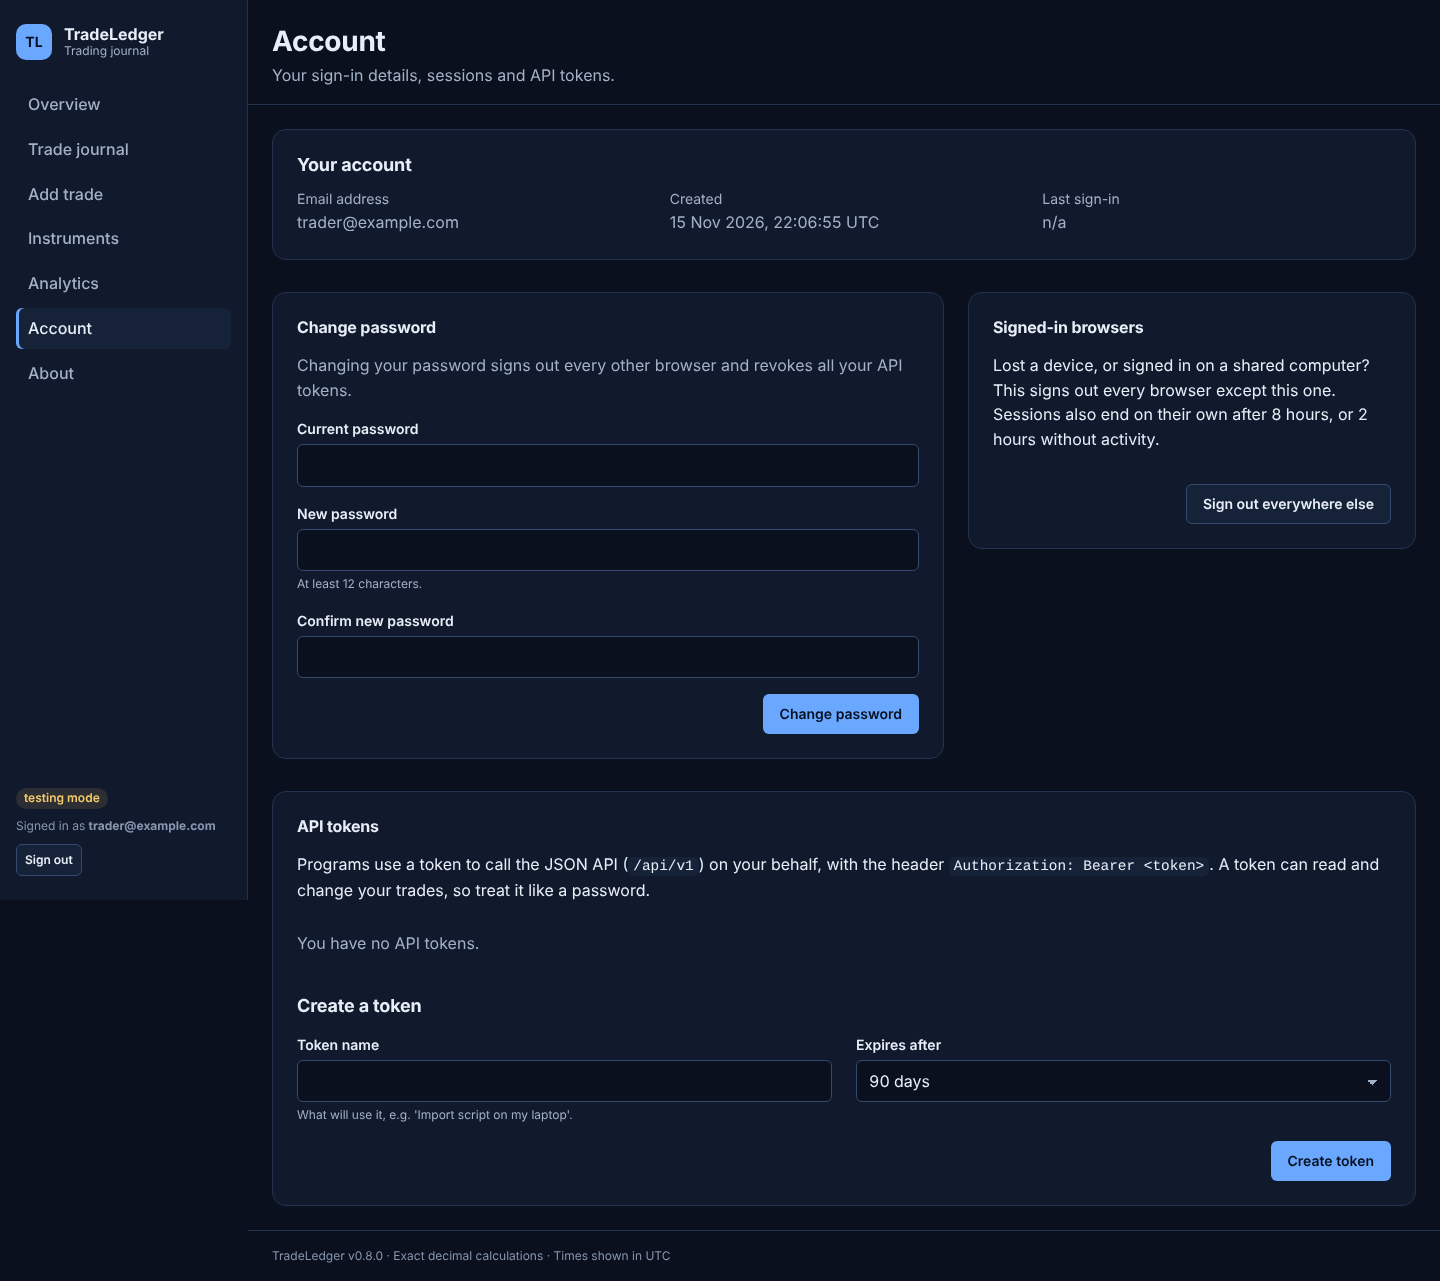 TL
TradeLedger
Trading journal
Overview
Trade journal
Add trade
Instruments
Analytics
Account
About
testing mode
Signed in as trader@example.com
Sign out
Account
Your sign-in details, sessions and API tokens.
Your account
Email address
trader@example.com
Created
15 Nov 2026, 22:06:55 UTC
Last sign-in
n/a
Change password
Changing your password signs out every other browser and revokes all your API
tokens.
Current password
New password
At least 12 characters.
Confirm new password
Change password
Signed-in browsers
Lost a device, or signed in on a shared computer?
This signs out every browser except this one.
Sessions also end on their own after 8 hours, or 2
hours without activity.
Sign out everywhere else
API tokens
Programs use a token to call the JSON API (/api/v1) on your behalf, with the header Authorization: Bearer <token>. A token can read and
change your trades, so treat it like a password.
You have no API tokens.
Create a token
Token name
What will use it, e.g. 'Import script on my laptop'.
Expires after
90 days
Create token
TradeLedger v0.8.0 · Exact decimal calculations · Times shown in UTC